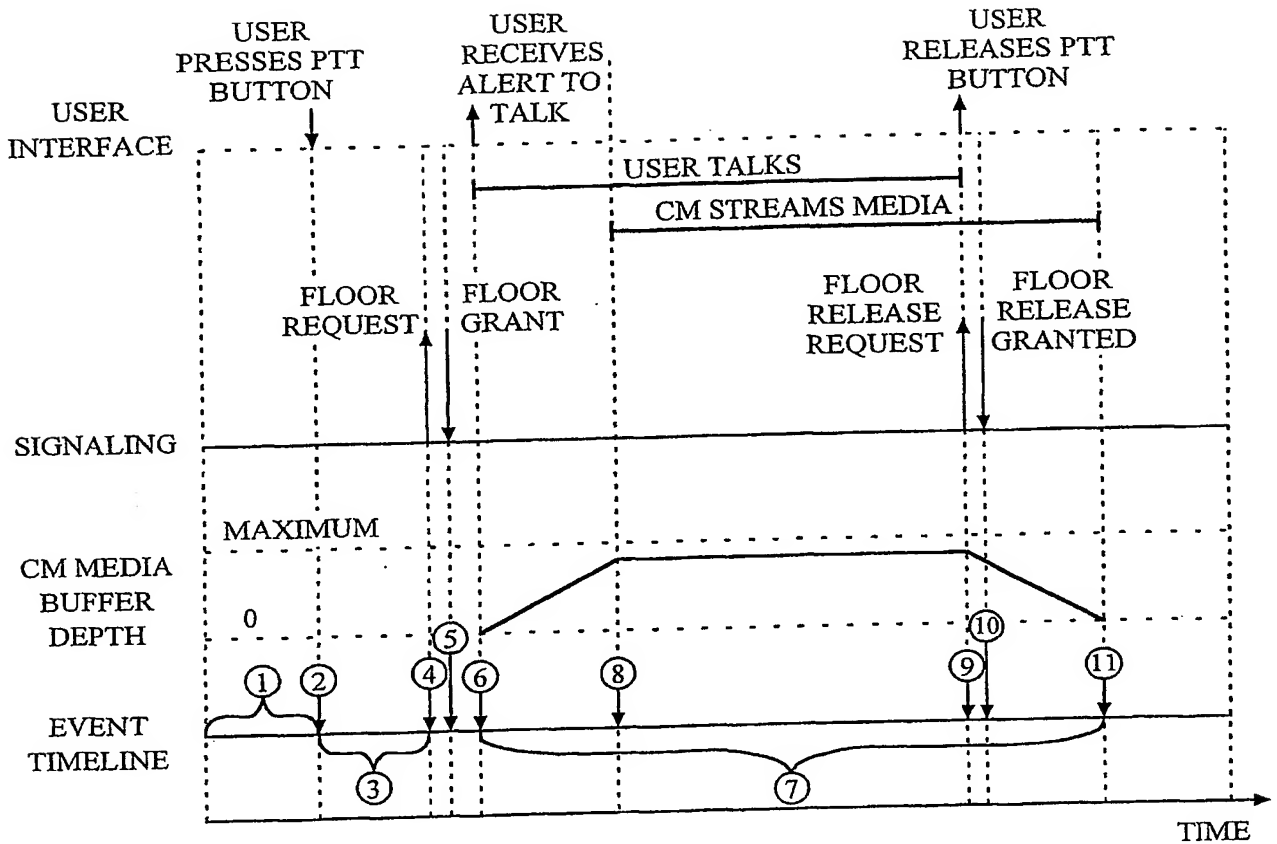 USER
PRESSES PTT
BUTTON
USER
RECEIVES
ALERT TO
TALK
USER
RELEASES PTT
BUTTON
USER
INTERFACE
USER TALKS
CM STREAMS MEDIA
FLOOR
REQUEST
FLOOR
GRANT
FLOOR
RELEASE
REQUEST
FLOOR
RELEASE
GRANTED
SIGNALING
MAXIMUM
CM MEDIA
BUFFER
DEPTH
0
1
2
3
4
5
6
7
8
9
10
11
EVENT
TIMELINE
TIME